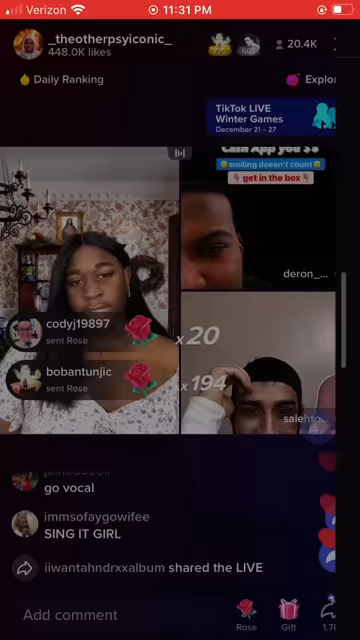 Verizon
11:31 PM
_theotherpsyiconic_
448.0K likes
20.4K
Daily Ranking
Explor
TikTok LIVE
Winter Games
December 21 – 27
Cash App you $$
smiling doesn't count
get in the box
deron_...
codyj19897
sent Rose
x 20
bobantunjic
sent Rose
x 194
salehto...
go vocal
immsofaygowifee
SING IT GIRL
iiwantahndrxxalbum shared the LIVE
Add comment
Rose
Gift